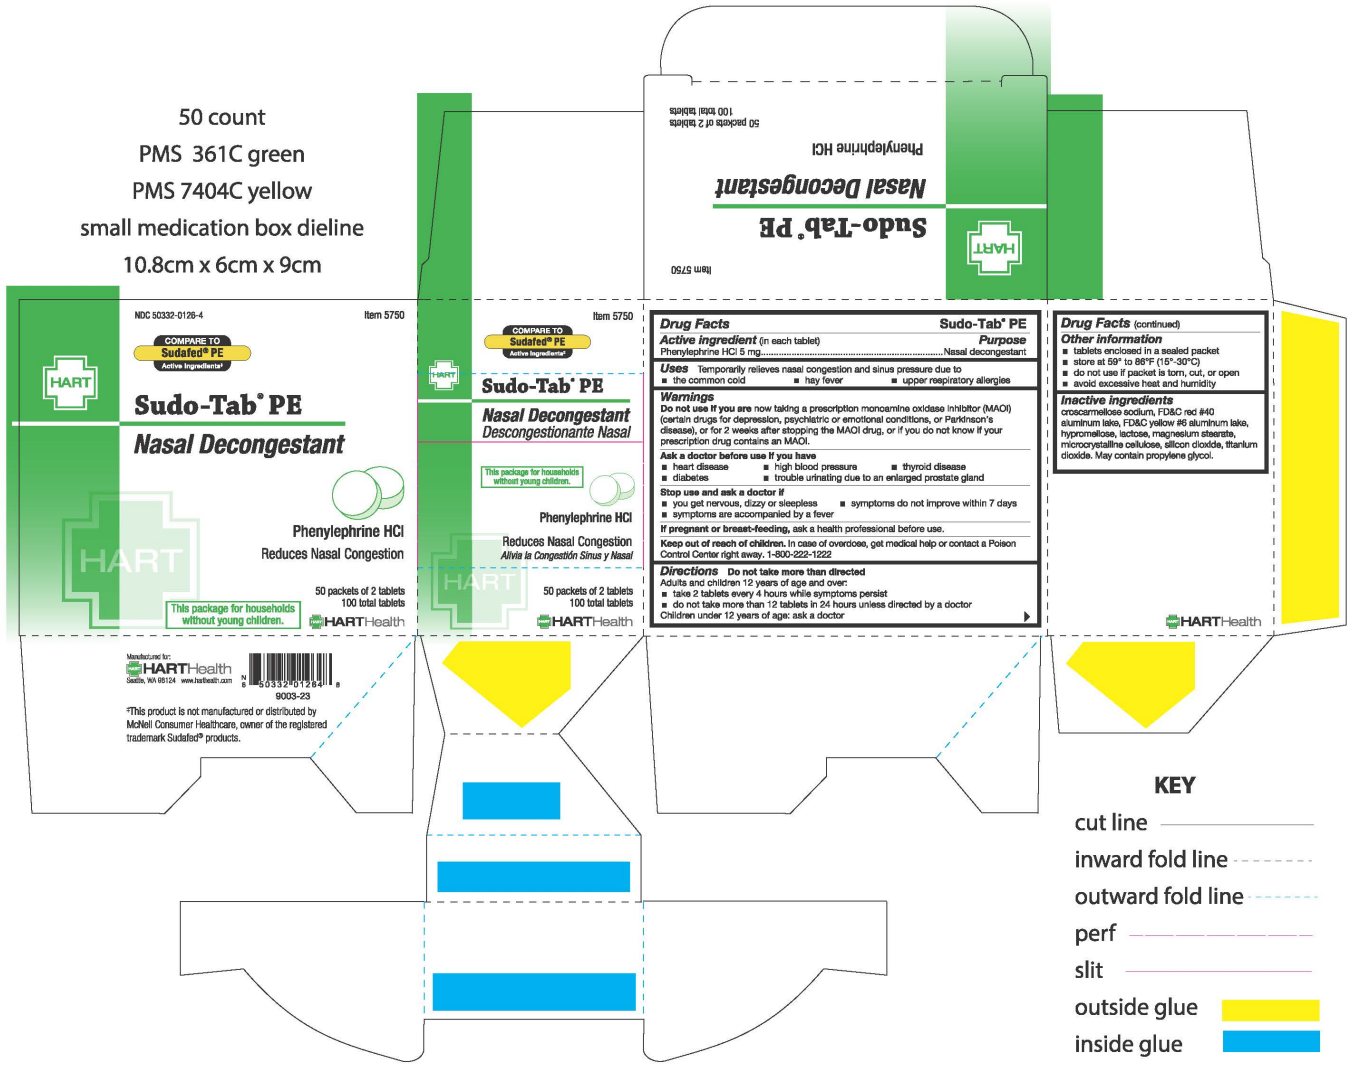 50 count
PMS 361C green
PMS 7404C yellow
small medication box dieline
10.8cm x 6cm x 9cm
Item 5750
Sudo-Tab® PE
Nasal Decongestant
Phenylephrine HCl
50 packets of 2 tablets
100 total tablets
HART
NDC 50332-0126-4 Item 5750
COMPARE TO
Sudafed® PE
Active Ingredients‡
HART
Sudo-Tab® PE
Nasal Decongestant
HART
Phenylephrine HCl
Reduces Nasal Congestion
50 packets of 2 tablets
100 total tablets
This package for households
without young children.
HART Health
Item 5750
COMPARE TO
Sudafed® PE
Active Ingredients‡
HART
Sudo-Tab® PE
Nasal Decongestant
Descongestionante Nasal
This package for households
without young children.
Phenylephrine HCl
Reduces Nasal Congestion
Alivia la Congestión Sinus y Nasal
50 packets of 2 tablets
100 total tablets
HART Health
Drug Facts Sudo-Tab® PE
Active ingredient (in each tablet) Purpose
Phenylephrine HCl 5 mg..........Nasal decongestant
Uses Temporarily relieves nasal congestion and sinus pressure due to
■ the common cold ■ hay fever ■ upper respiratory allergies
Warnings
Do not use if you are now taking a prescription monoamine oxidase inhibitor (MAOI)
(certain drugs for depression, psychiatric or emotional conditions, or Parkinson's
disease), or for 2 weeks after stopping the MAOI drug, or if you do not know if your
prescription drug contains an MAOI.
Ask a doctor before use if you have
■ heart disease ■ high blood pressure ■ thyroid disease
■ diabetes ■ trouble urinating due to an enlarged prostate gland
Stop use and ask a doctor if
■ you get nervous, dizzy or sleepless ■ symptoms do not improve within 7 days
■ symptoms are accompanied by a fever
If pregnant or breast-feeding, ask a health professional before use.
Keep out of reach of children. In case of overdose, get medical help or contact a Poison
Control Center right away. 1-800-222-1222
Directions Do not take more than directed
Adults and children 12 years of age and over:
■ take 2 tablets every 4 hours while symptoms persist
■ do not take more than 12 tablets in 24 hours unless directed by a doctor
Children under 12 years of age: ask a doctor
Drug Facts (continued)
Other information
■ tablets enclosed in a sealed packet
■ store at 59° to 86°F (15°-30°C)
■ do not use if packet is torn, cut, or open
■ avoid excessive heat and humidity
Inactive ingredients
croscarmellose sodium, FD&C red #40
aluminum lake, FD&C yellow #6 aluminum lake,
hypromellose, lactose, magnesium stearate,
microcrystalline cellulose, silicon dioxide, titanium
dioxide. May contain propylene glycol.
HART Health
Manufactured for:
HART Health
Seattle, WA 98124 www.harthealth.com
N
8 50332 01264 8
9003-23
‡This product is not manufactured or distributed by
McNeil Consumer Healthcare, owner of the registered
trademark Sudafed® products.
KEY
cut line
inward fold line
outward fold line
perf
slit
outside glue
inside glue